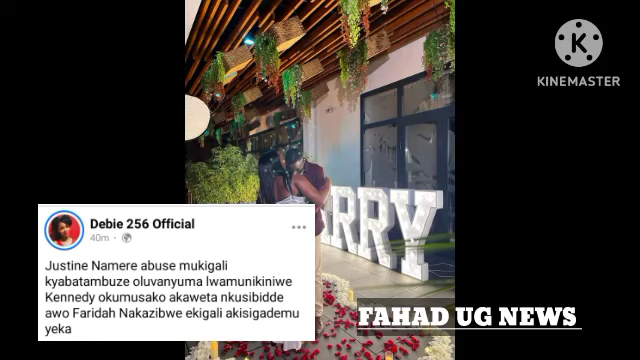 KINEMASTER
RRY
Debie 256 Official
40m
Justine Namere abuse mukigali
kyabatambuze oluvanyuma lwamunikiniwe
Kennedy okumusako akaweta nkusibidde
awo Faridah Nakazibwe ekigali akisigademu
yeka
FAHAD UG NEWS